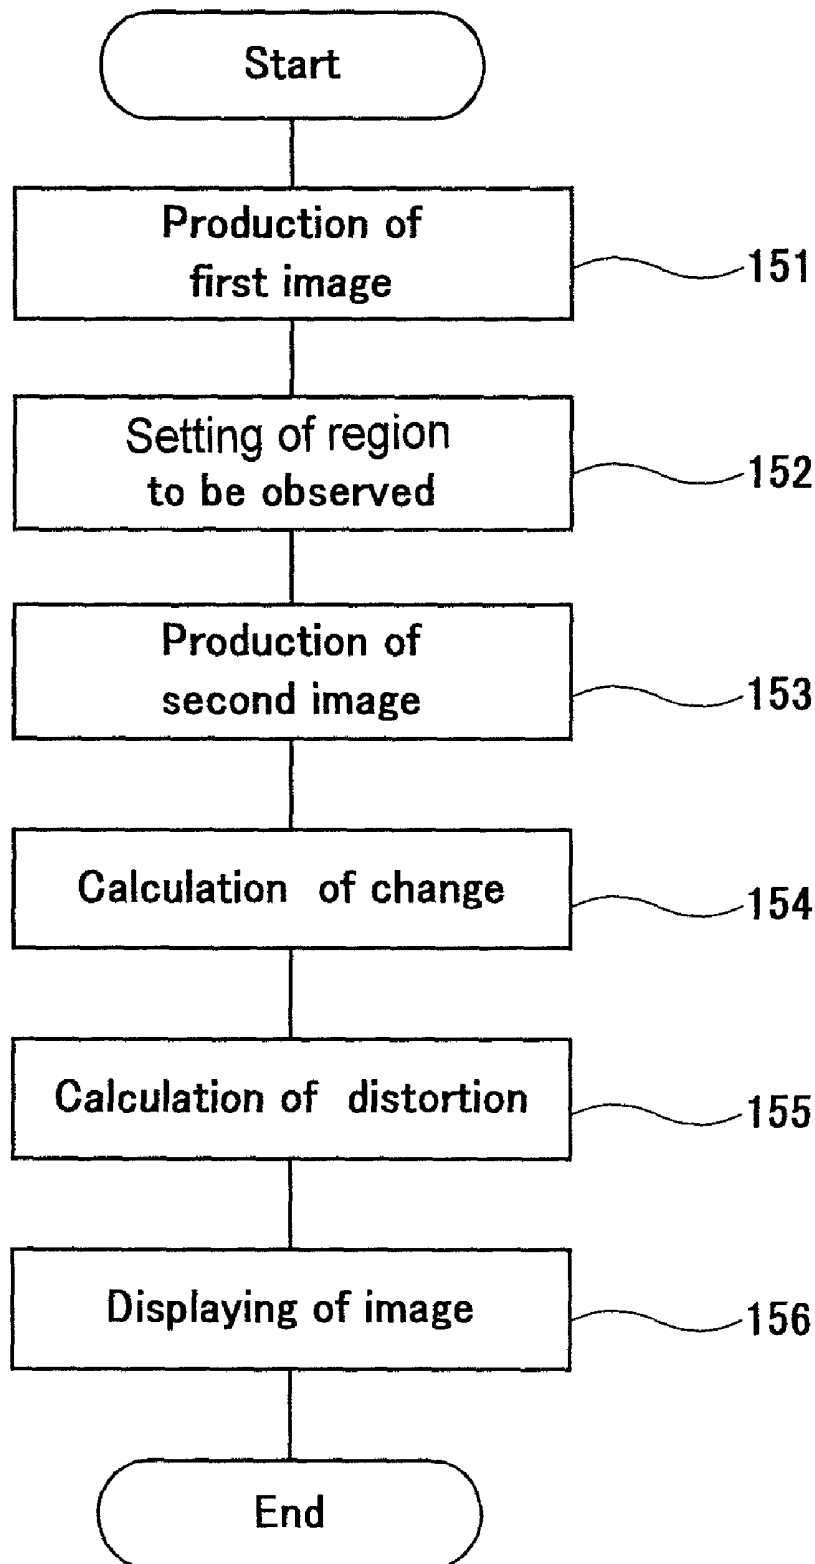 Start
Production of
first image
151
Setting of region
to be observed
152
Production of
second image
153
Calculation of change
154
Calculation of distortion
155
Displaying of image
156
End